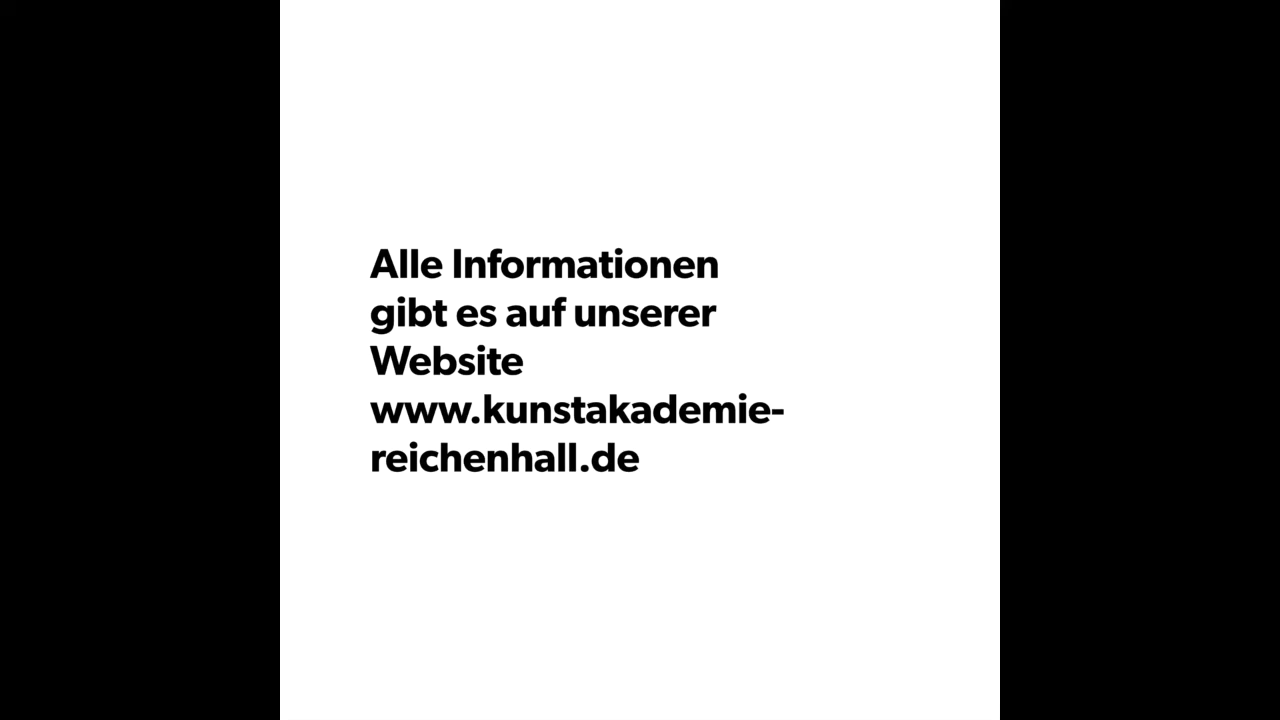 Alle Informationen
gibt es auf unserer
Website
www.kunstakademie-
reichenhall.de